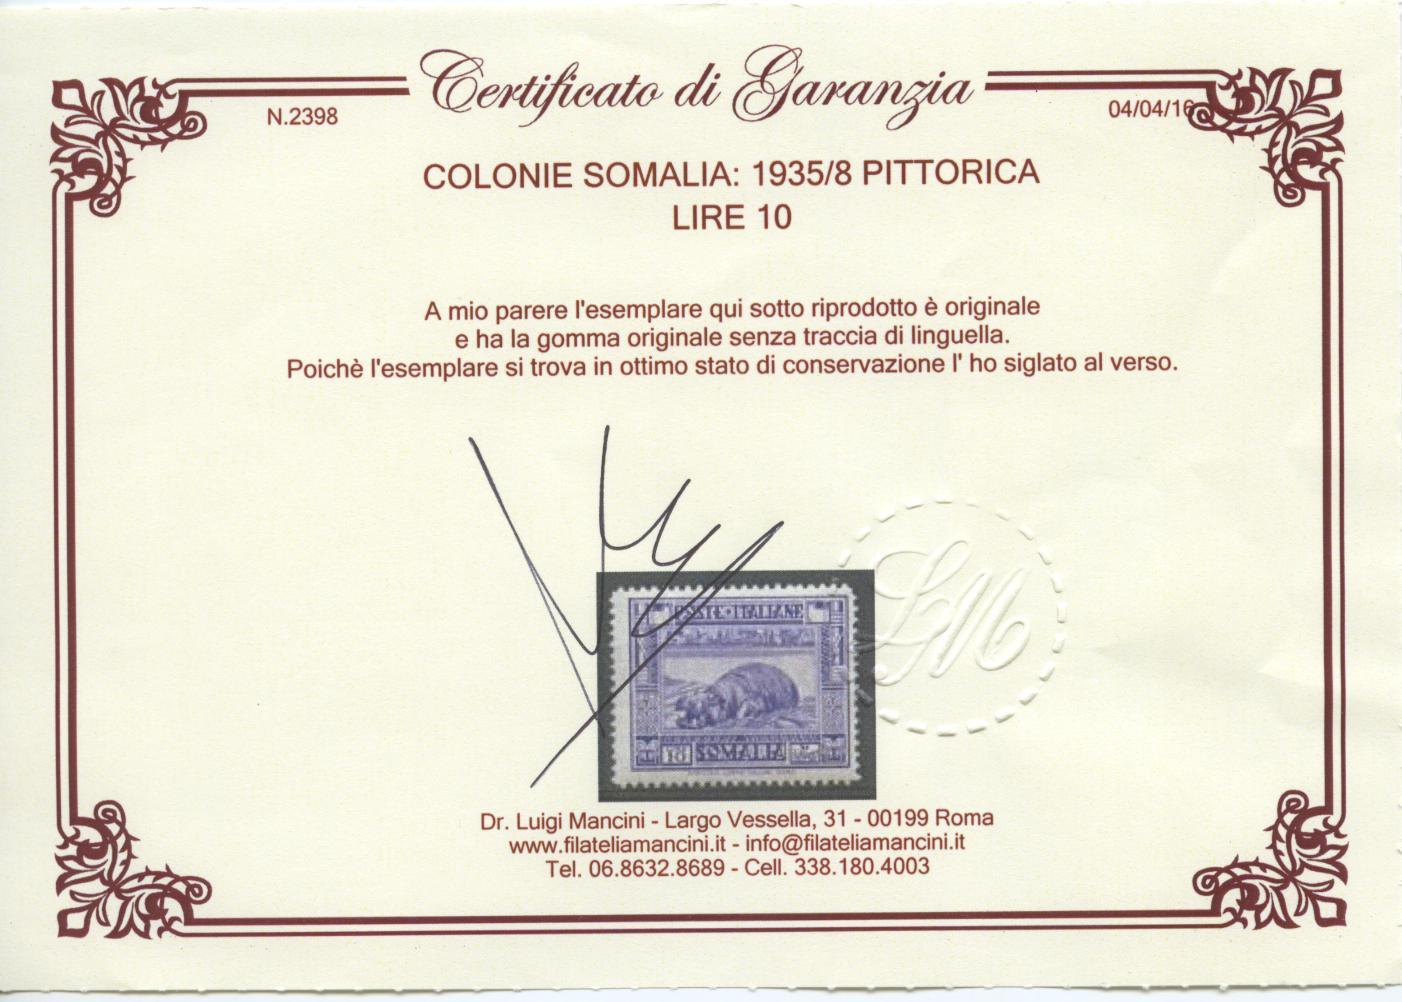 Certificato di Garanzia
N.2398
04/04/16
COLONIE SOMALIA: 1935/8 PITTORICA
LIRE 10
A mio parere l'esemplare qui sotto riprodotto è originale
e ha la gomma originale senza traccia di linguella.
Poichè l'esemplare si trova in ottimo stato di conservazione l' ho siglato al verso.
LM
POSTE·ITALIANE
10 SOMALIA
Dr. Luigi Mancini - Largo Vessella, 31 - 00199 Roma
www.filateliamancini.it - info@filateliamancini.it
Tel. 06.8632.8689 - Cell. 338.180.4003